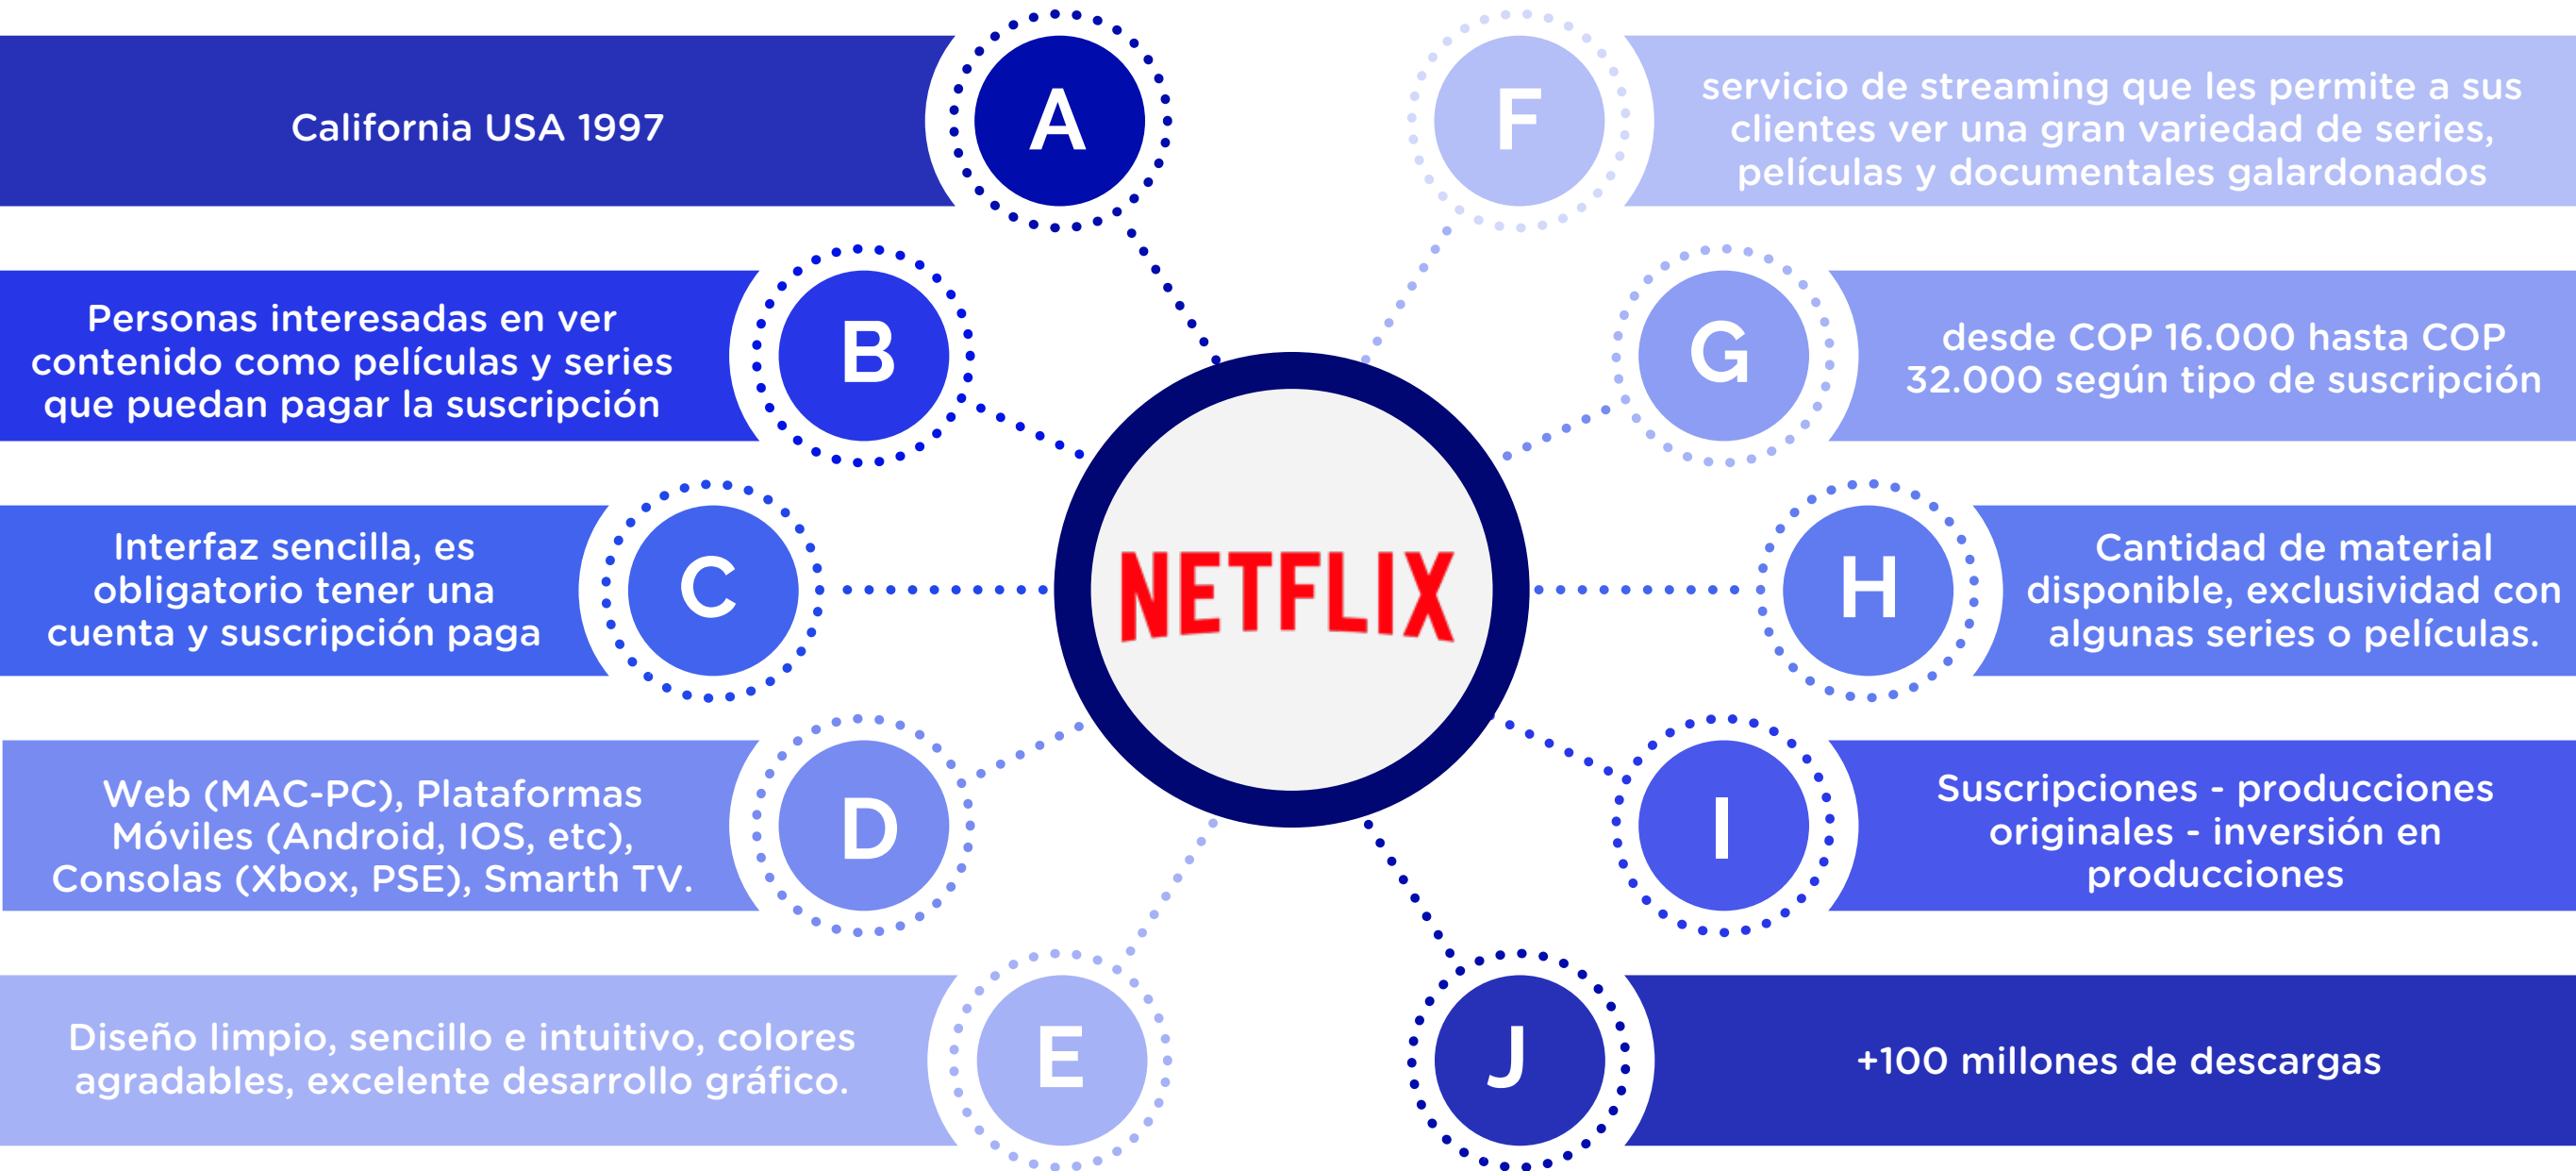 A
California USA 1997
B
Personas interesadas en ver
contenido como películas y series
que puedan pagar la suscripción
C
Interfaz sencilla, es
obligatorio tener una
cuenta y suscripción paga
D
Web (MAC-PC), Plataformas
Móviles (Android, IOS, etc),
Consolas (Xbox, PSE), Smarth TV.
E
Diseño limpio, sencillo e intuitivo, colores
agradables, excelente desarrollo gráfico.
NETFLIX
F
servicio de streaming que les permite a sus
clientes ver una gran variedad de series,
películas y documentales galardonados
G
desde COP 16.000 hasta COP
32.000 según tipo de suscripción
H
Cantidad de material
disponible, exclusividad con
algunas series o películas.
I
Suscripciones - producciones
originales - inversión en
producciones
J
+100 millones de descargas